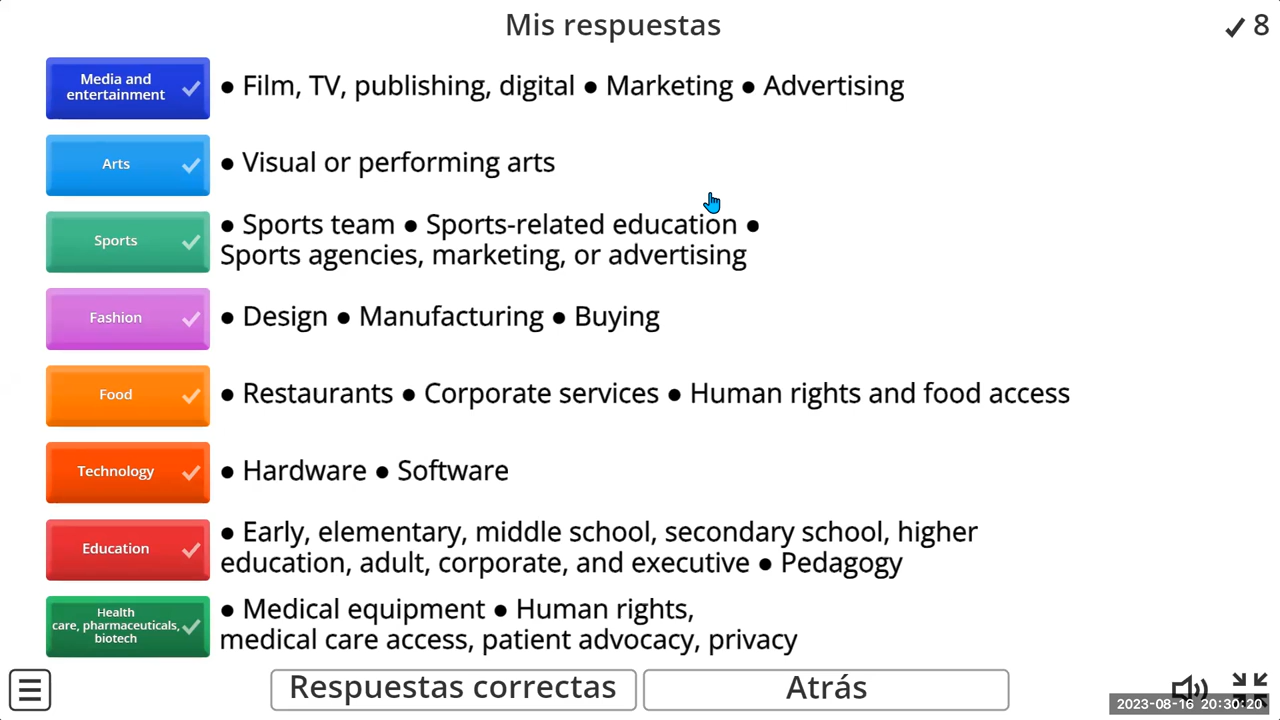 Mis respuestas
✓ 8
Media and
entertainment
● Film, TV, publishing, digital ● Marketing ● Advertising
Arts
● Visual or performing arts
Sports
● Sports team ● Sports-related education ●
Sports agencies, marketing, or advertising
Fashion
● Design ● Manufacturing ● Buying
Food
● Restaurants ● Corporate services ● Human rights and food access
Technology
● Hardware ● Software
Education
● Early, elementary, middle school, secondary school, higher
education, adult, corporate, and executive ● Pedagogy
Health
care, pharmaceuticals,
biotech
● Medical equipment ● Human rights,
medical care access, patient advocacy, privacy
Respuestas correctas
Atrás
2023-08-16 20:30:20